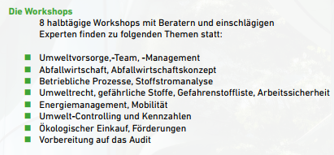 Die Workshops
8 halbtägige Workshops mit Beratern und einschlägigen
Experten finden zu folgenden Themen statt:
Umweltvorsorge,-Team, -Management
Abfallwirtschaft, Abfallwirtschaftskonzept
Betriebliche Prozesse, Stoffstromanalyse
Umweltrecht, gefährliche Stoffe, Gefahrenstoffliste, Arbeitssicherheit
Energiemanagement, Mobilität
Umwelt-Controlling und Kennzahlen
Ökologischer Einkauf, Förderungen
Vorbereitung auf das Audit